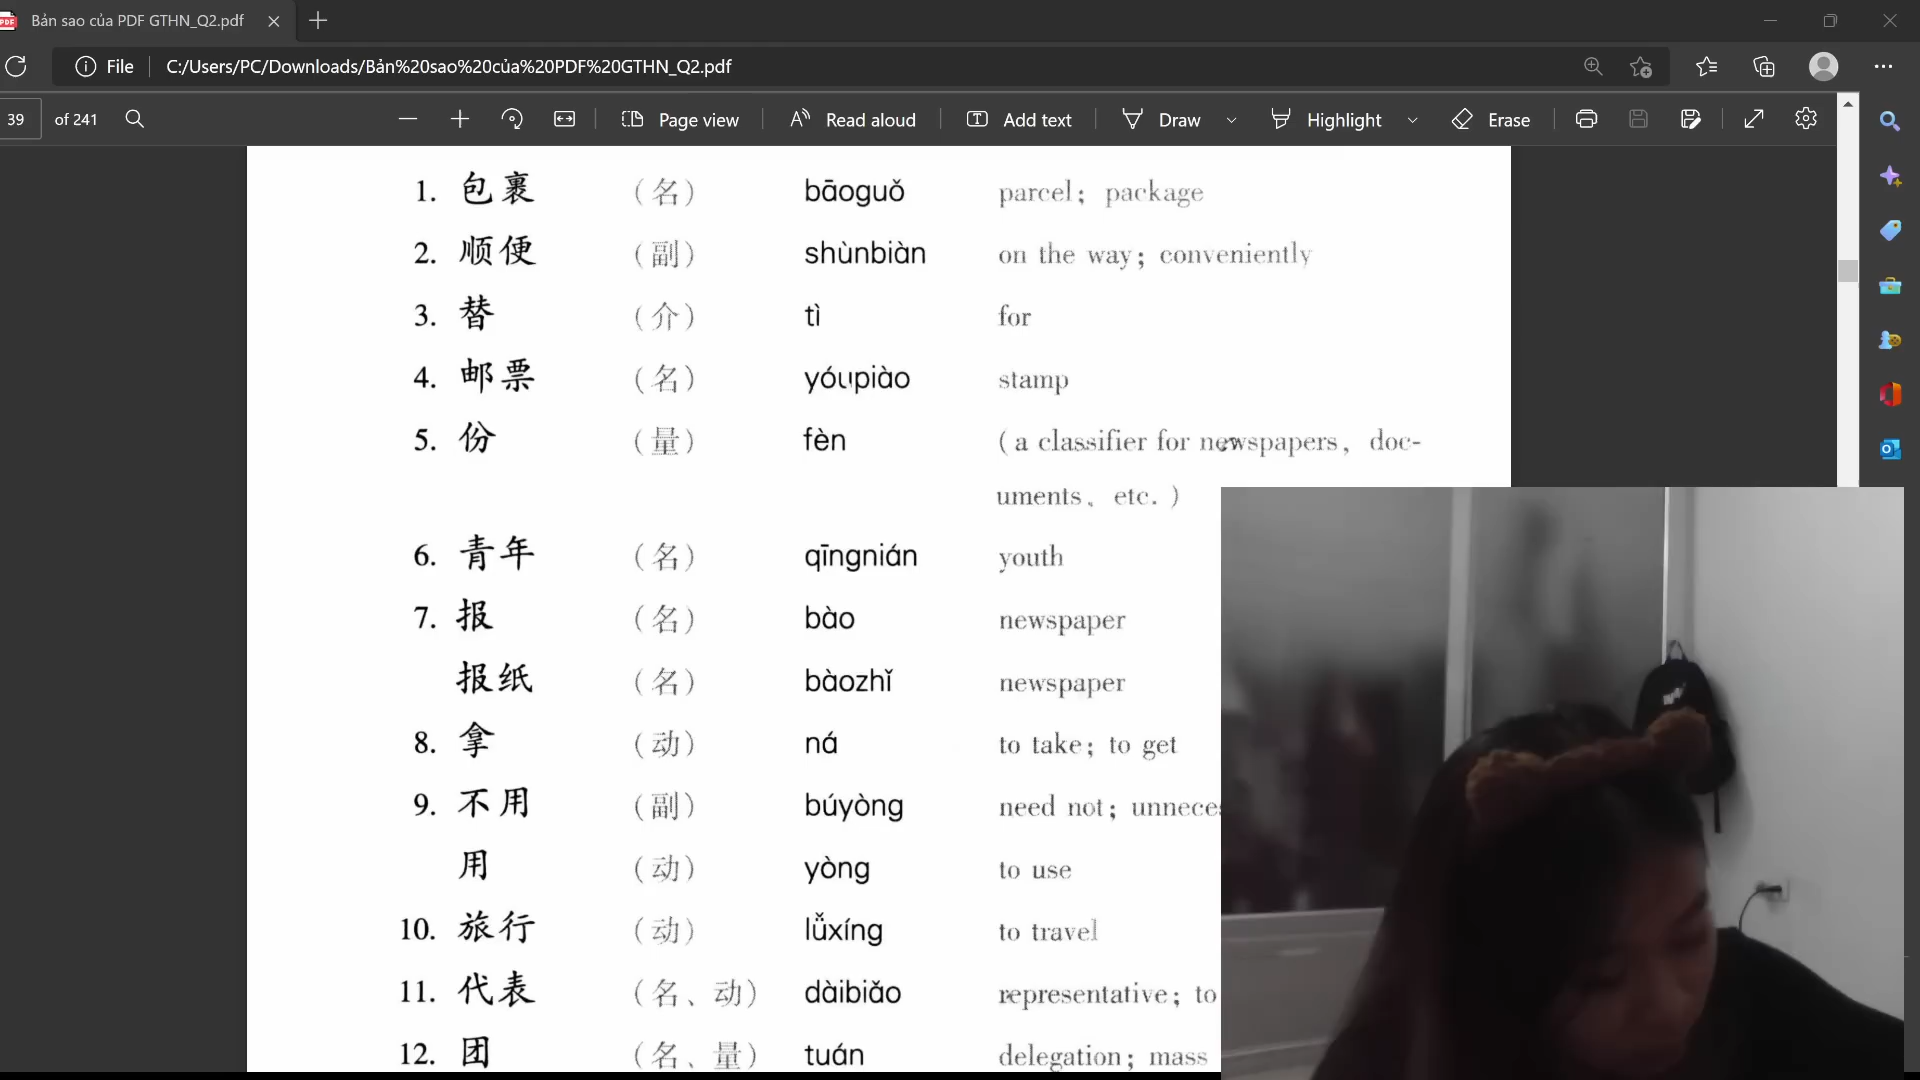 Bản sao của PDF GTHN_Q2.pdf
File C:/Users/PC/Downloads/Bản%20sao%20của%20PDF%20GTHN_Q2.pdf
39 of 241 Page view Read aloud Add text Draw Highlight Erase
1. 包裹 (名) bāoguǒ parcel; package
2. 顺便 (副) shùnbiàn on the way; conveniently
3. 替 (介) tì for
4. 邮票 (名) yóupiào stamp
5. 份 (量) fèn (a classifier for newspapers, doc-
uments, etc.)
6. 青年 (名) qīngnián youth
7. 报 (名) bào newspaper
报纸 (名) bàozhǐ newspaper
8. 拿 (动) ná to take; to get
9. 不用 (副) búyòng need not; unneces
用 (动) yòng to use
10. 旅行 (动) lǚxíng to travel
11. 代表 (名、动) dàibiǎo representative; to
12. 团 (名、量) tuán delegation; mass